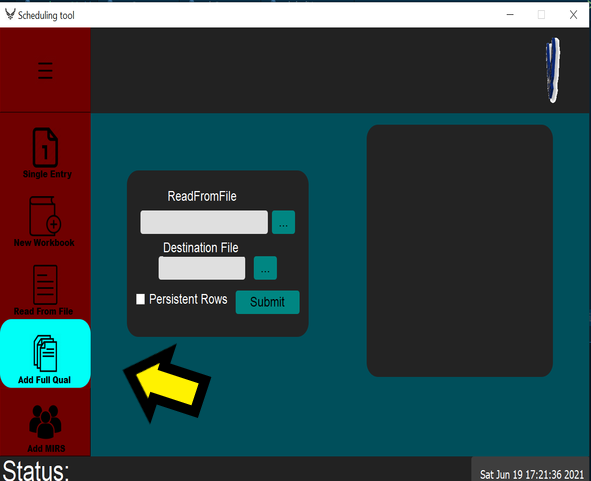 Scheduling tool
1
Single Entry
New Workbook
Read From File
Add Full Qual
Add MIRS
ReadFromFile
...
Destination File
...
Persistent Rows
Submit
Status:
Sat Jun 19 17:21:36 2021